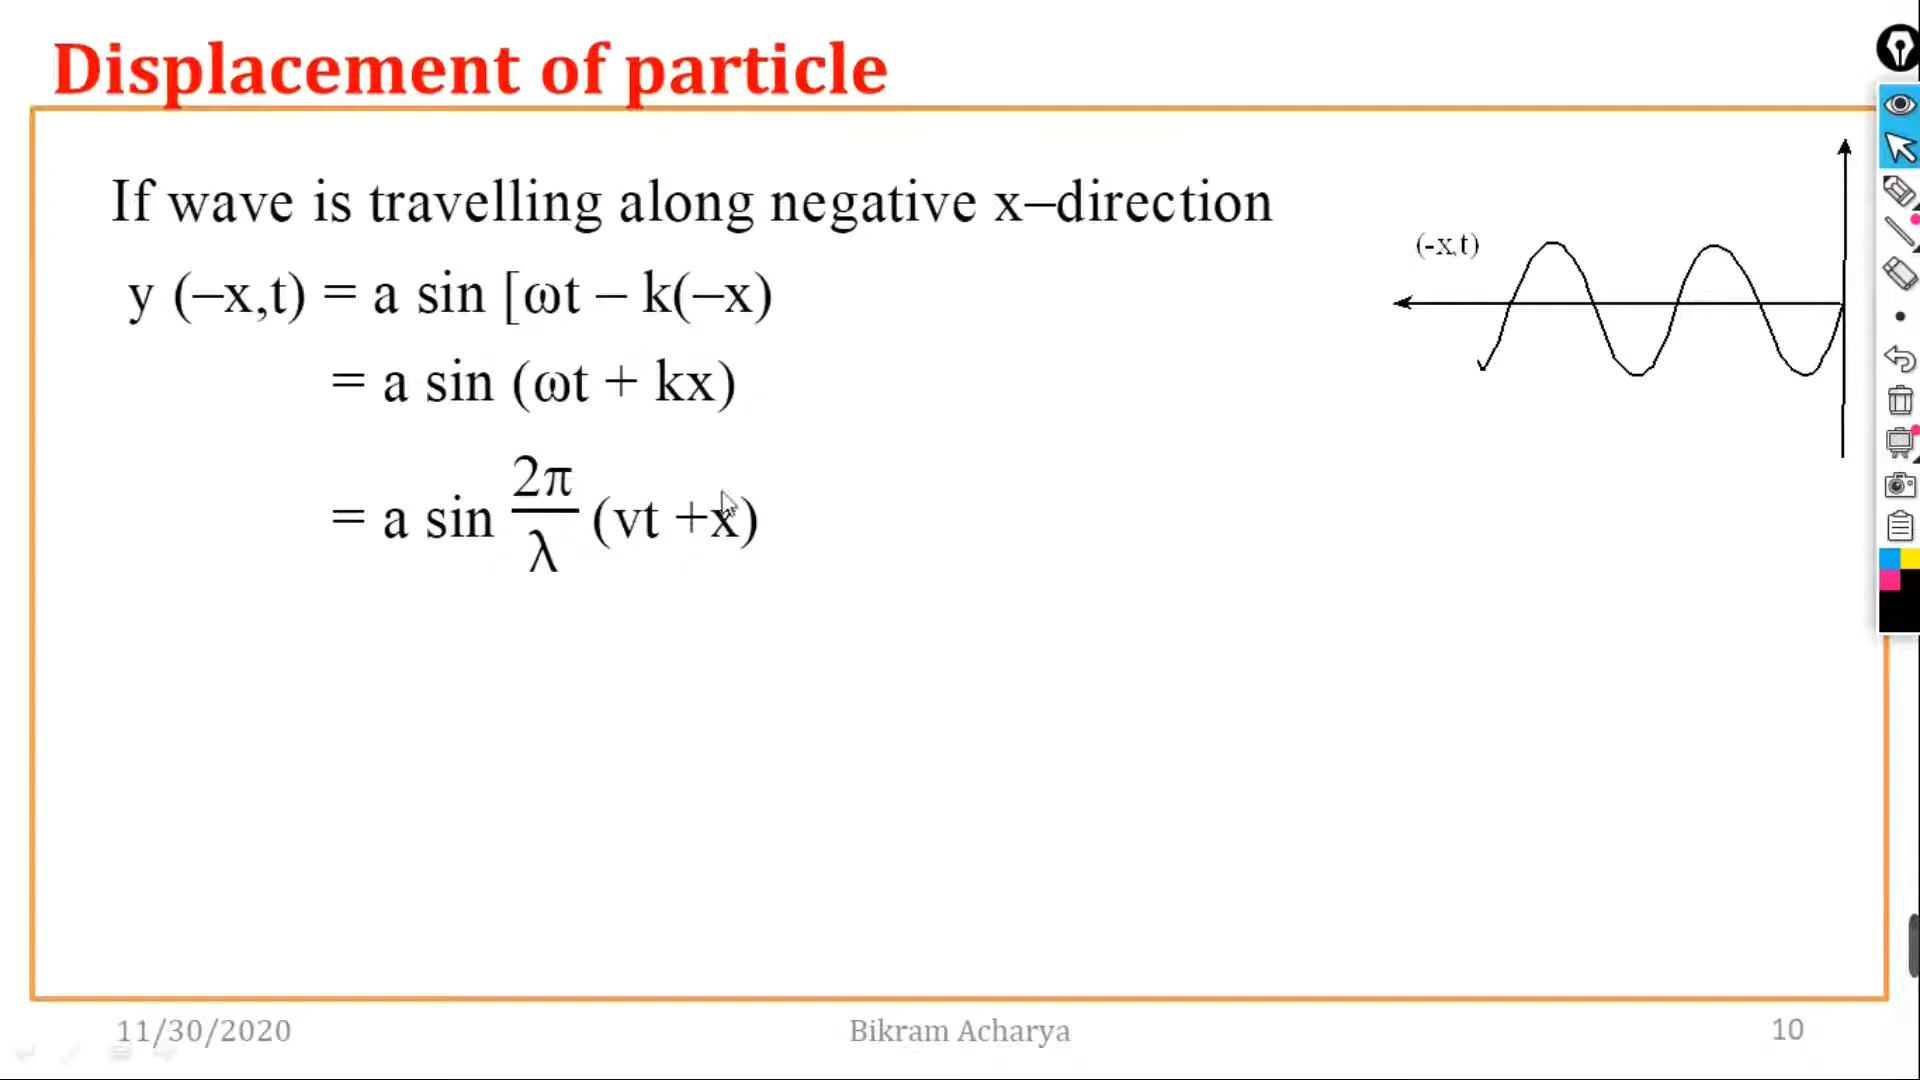 Displacement of particle
If wave is travelling along negative x–direction
(-x,t)
y (–x,t) = a sin [ωt – k(–x)
= a sin (ωt + kx)
= a sin 2π/λ (vt +x)
11/30/2020 Bikram Acharya 10